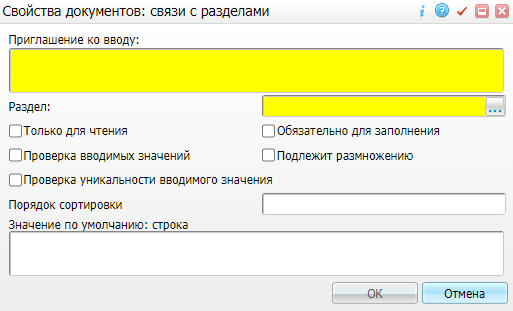 Свойства документов: связи с разделами
Приглашение ко вводу:
Раздел:
...
Только для чтения
Обязательно для заполнения
Проверка вводимых значений
Подлежит размножению
Проверка уникальности вводимого значения
Порядок сортировки
Значение по умолчанию: строка
ОК
Отмена